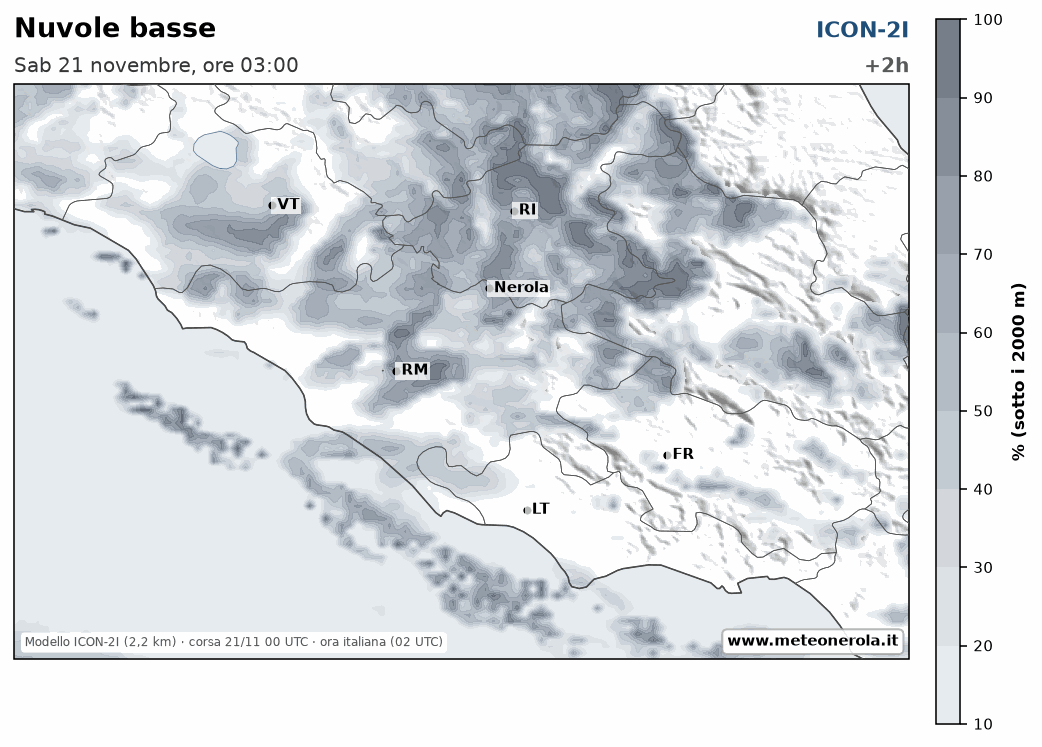 Nuvole basse
ICON-2I
Sab 21 novembre, ore 03:00
+2h
100
90
80
70
60
50
40
30
20
10
% (sotto i 2000 m)
VT
RI
Nerola
RM
FR
LT
Modello ICON-2I (2,2 km) · corsa 21/11 00 UTC · ora italiana (02 UTC)
www.meteonerola.it